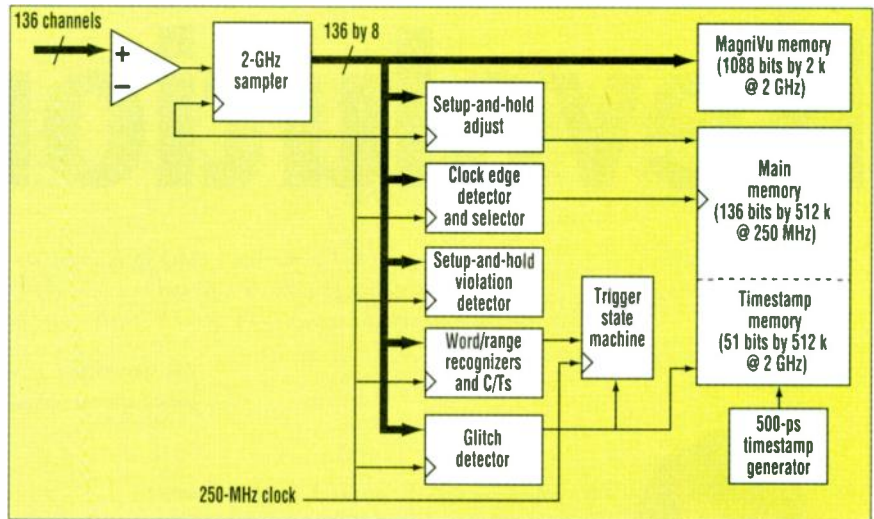 136 channels
+
−
2-GHz
sampler
136 by 8
MagniVu memory
(1088 bits by 2 k
@ 2 GHz)
Setup-and-hold
adjust
Clock edge
detector
and selector
Main
memory
(136 bits by 512 k
@ 250 MHz)
Setup-and-hold
violation
detector
Trigger
state
machine
Timestamp
memory
(51 bits by 512 k
@ 2 GHz)
Word/range
recognizers
and C/Ts
Glitch
detector
500-ps
timestamp
generator
250-MHz clock